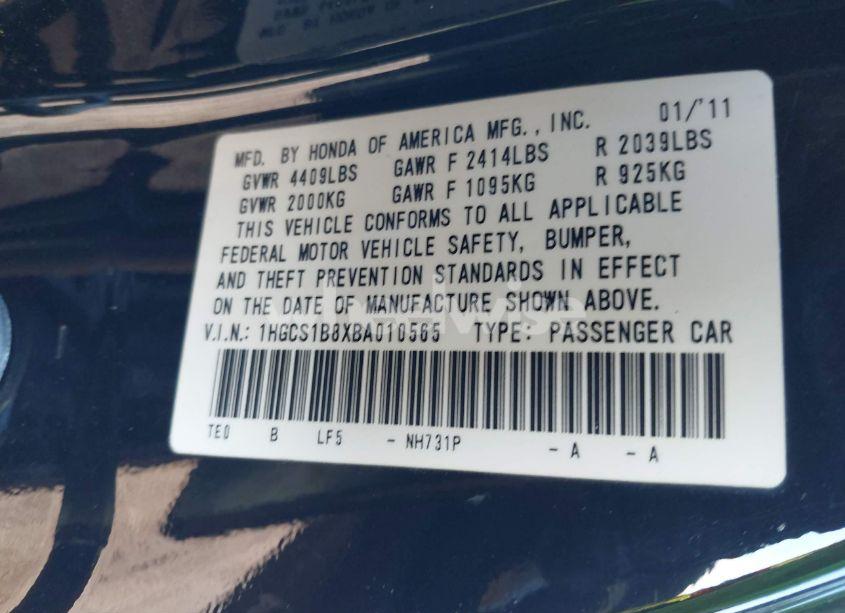 MFD. BY HONDA OF AMERICA MFG., INC. 01/'11
GVWR 4409LBS GAWR F 2414LBS R 2039LBS
GVWR 2000KG GAWR F 1095KG R 925KG
THIS VEHICLE CONFORMS TO ALL APPLICABLE
FEDERAL MOTOR VEHICLE SAFETY, BUMPER,
AND THEFT PREVENTION STANDARDS IN EFFECT
ON THE DATE OF MANUFACTURE SHOWN ABOVE.
V.I.N.: 1HGCS1B8XBA010565 TYPE: PASSENGER CAR
TE0 B LF5 - NH731P - A - A